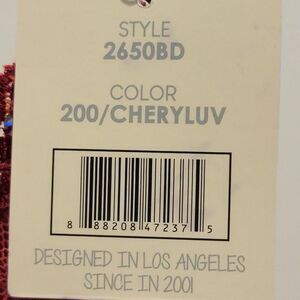 STYLE
2650BD
COLOR
200/CHERYLUV
8 88208 47237 5
DESIGNED IN LOS ANGELES
SINCE IN 2001